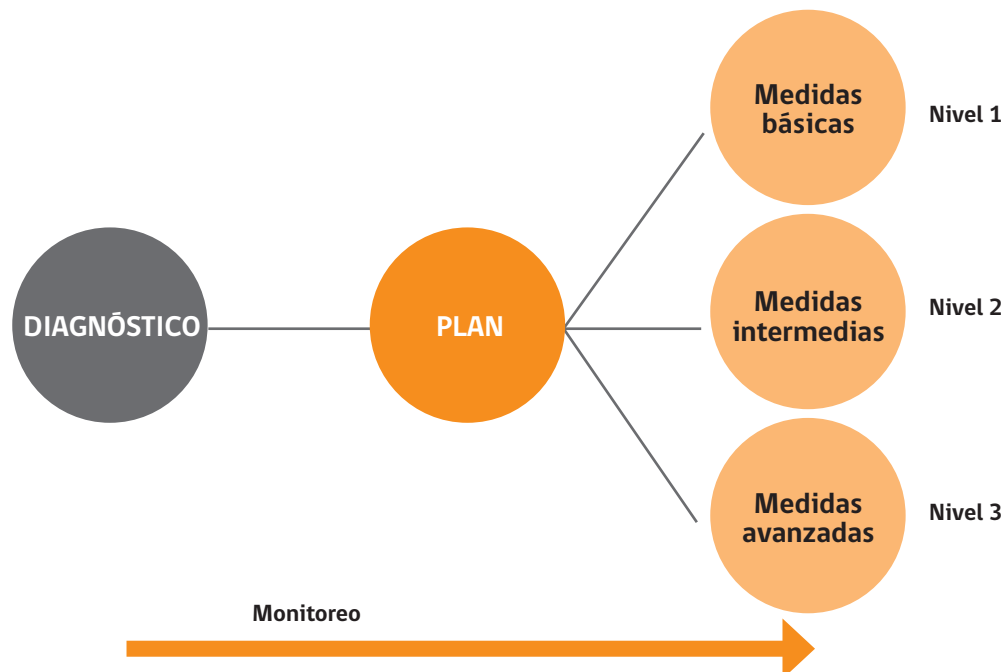 Medidas
básicas
Nivel 1
DIAGNÓSTICO
PLAN
Medidas
intermedias
Nivel 2
Medidas
avanzadas
Nivel 3
Monitoreo